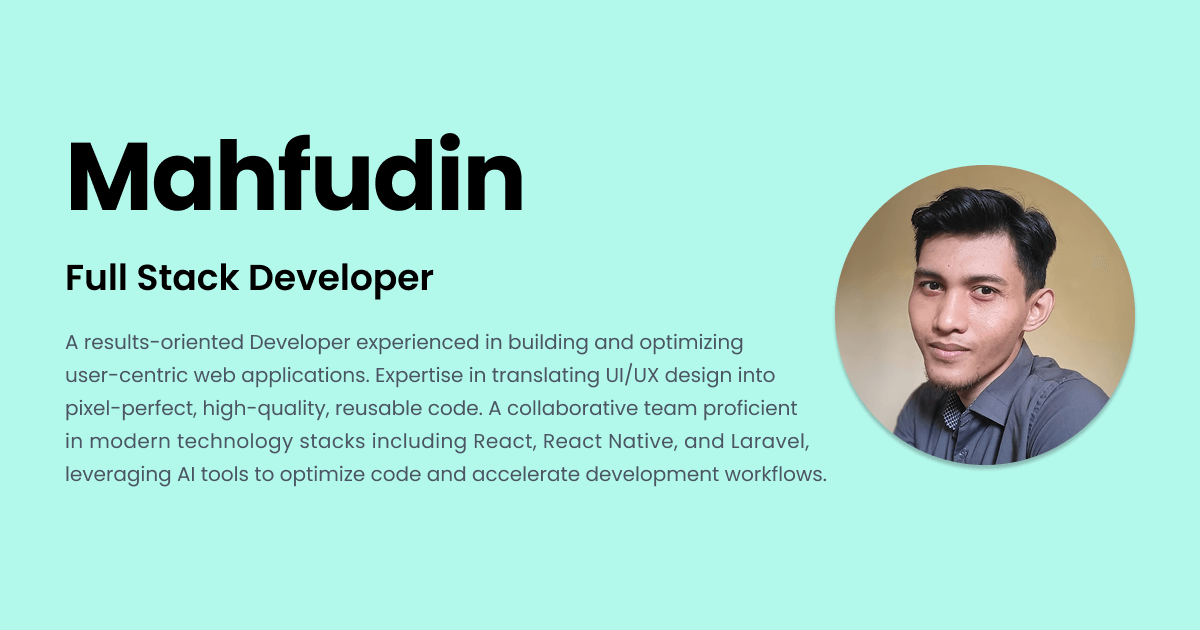 Mahfudin
Full Stack Developer
A results-oriented Developer experienced in building and optimizing
user-centric web applications. Expertise in translating UI/UX design into
pixel-perfect, high-quality, reusable code. A collaborative team proficient
in modern technology stacks including React, React Native, and Laravel,
leveraging AI tools to optimize code and accelerate development workflows.